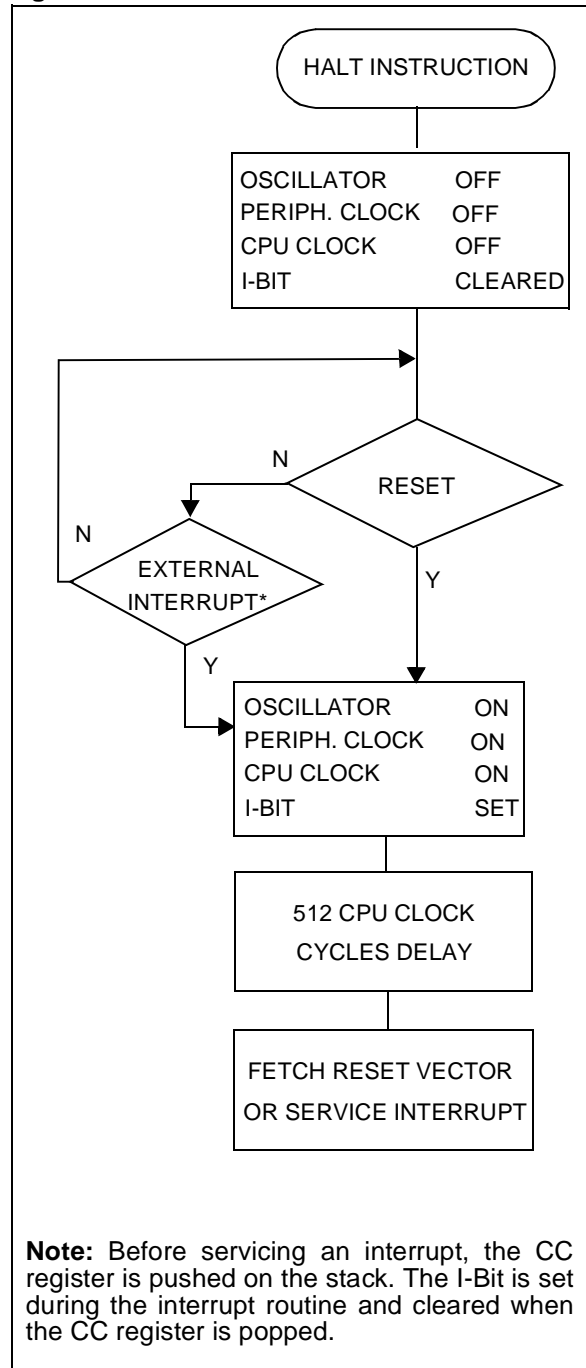 HALT INSTRUCTION
OSCILLATOR OFF
PERIPH. CLOCK OFF
CPU CLOCK OFF
I-BIT CLEARED
N
RESET
N
EXTERNAL
INTERRUPT*
Y
Y
OSCILLATOR ON
PERIPH. CLOCK ON
CPU CLOCK ON
I-BIT SET
512 CPU CLOCK
CYCLES DELAY
FETCH RESET VECTOR
OR SERVICE INTERRUPT
Note: Before servicing an interrupt, the CC
register is pushed on the stack. The I-Bit is set
during the interrupt routine and cleared when
the CC register is popped.